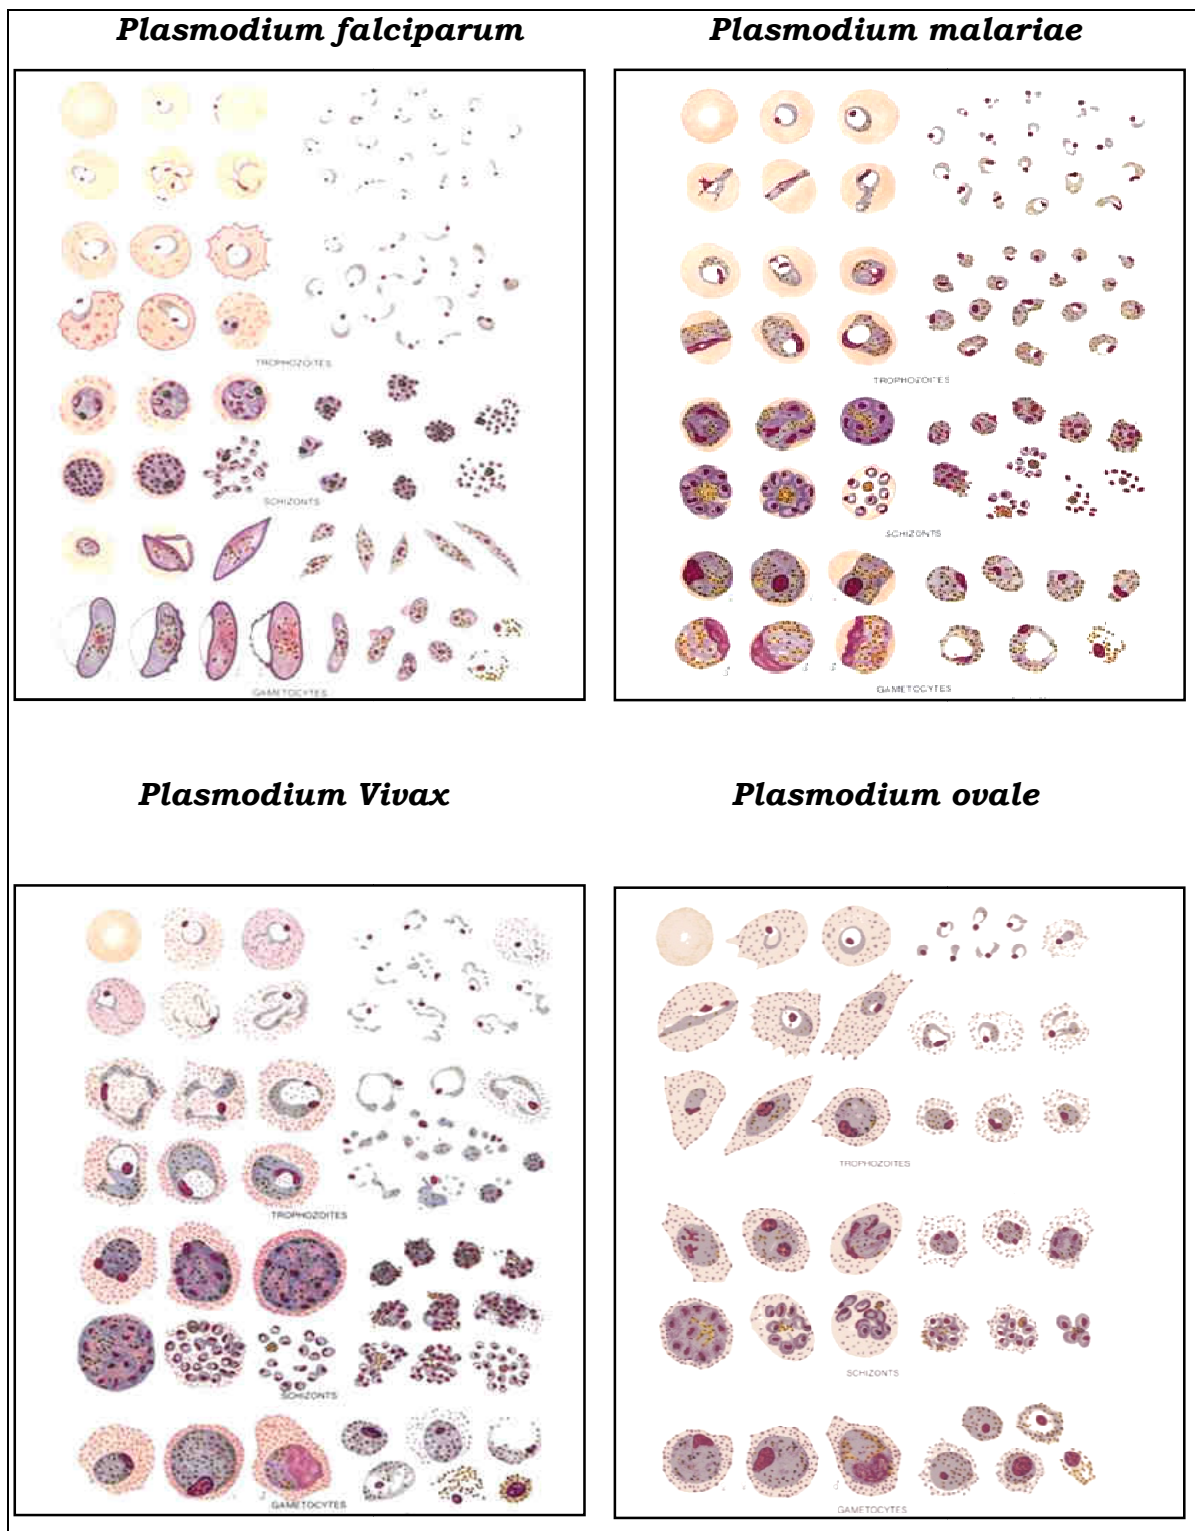 Plasmodium falciparum
Plasmodium malariae
TROPHOZOITES
SCHIZONTS
GAMETOCYTES
TROPHOZOITES
SCHIZONTS
GAMETOCYTES
Plasmodium Vivax
Plasmodium ovale
TROPHOZOITES
SCHIZONTS
GAMETOCYTES
TROPHOZOITES
SCHIZONTS
GAMETOCYTES